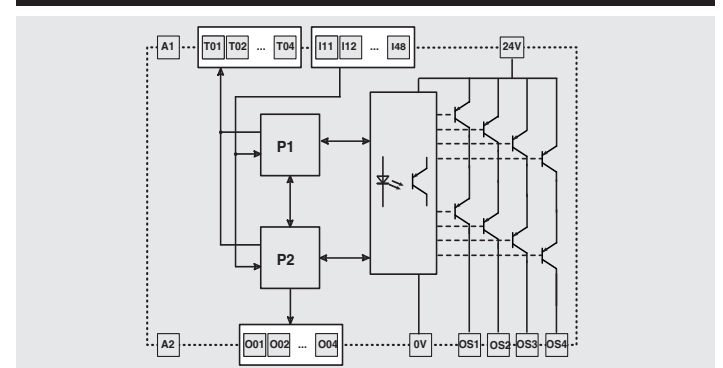 A1 T01 T02 ... T04 I11 I12 ... I48 24V
P1
P2
A2 O01 O02 ... O04 0V OS1 OS2 OS3 OS4